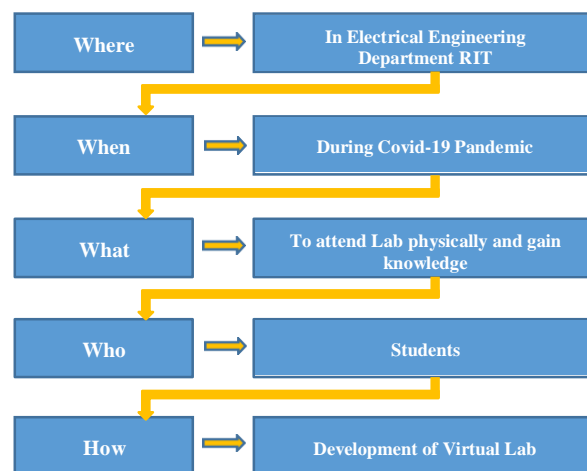 Where
In Electrical Engineering
Department RIT
When
During Covid-19 Pandemic
What
To attend Lab physically and gain
knowledge
Who
Students
How
Development of Virtual Lab